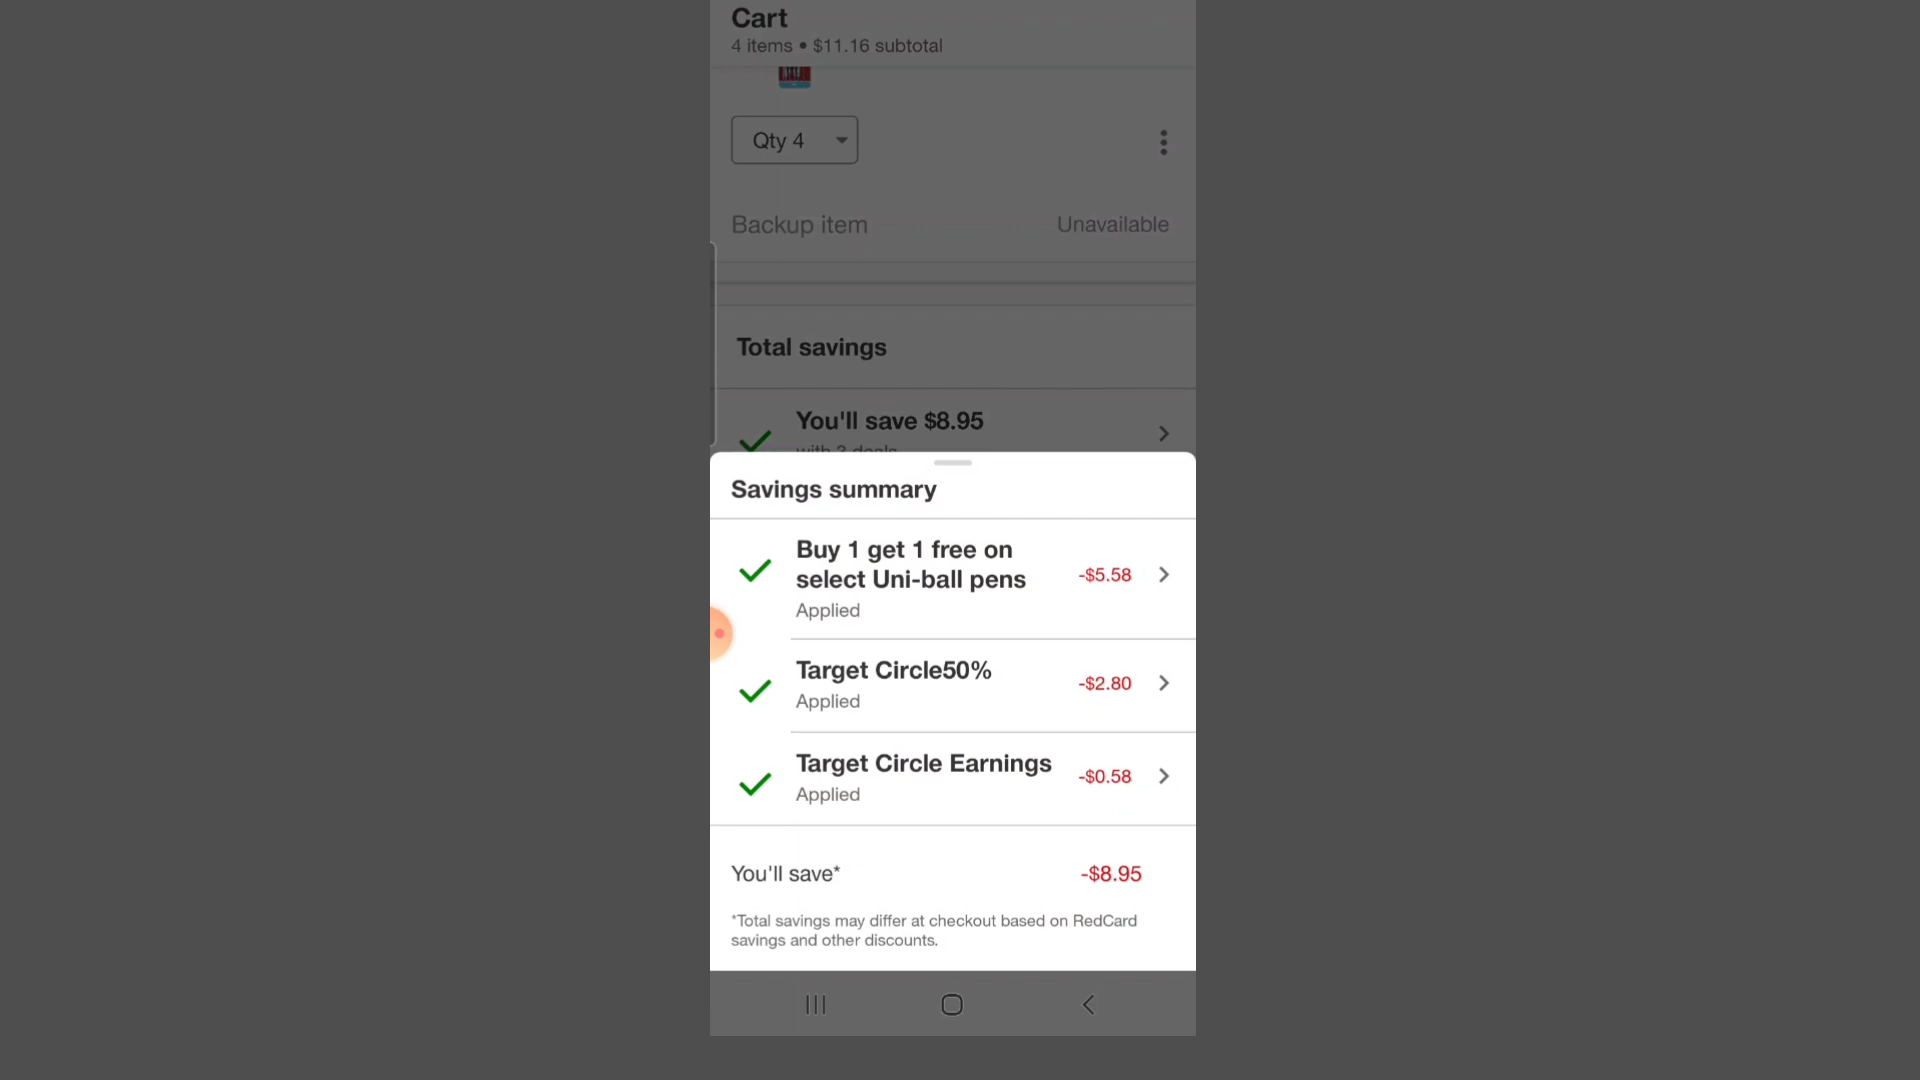 Cart
4 items • $11.16 subtotal
Qty 4
Backup item Unavailable
Total savings
You'll save $8.95
Savings summary
Buy 1 get 1 free on
select Uni-ball pens
-$5.58
Applied
Target Circle50%
-$2.80
Applied
Target Circle Earnings
-$0.58
Applied
You'll save* -$8.95
*Total savings may differ at checkout based on RedCard
savings and other discounts.